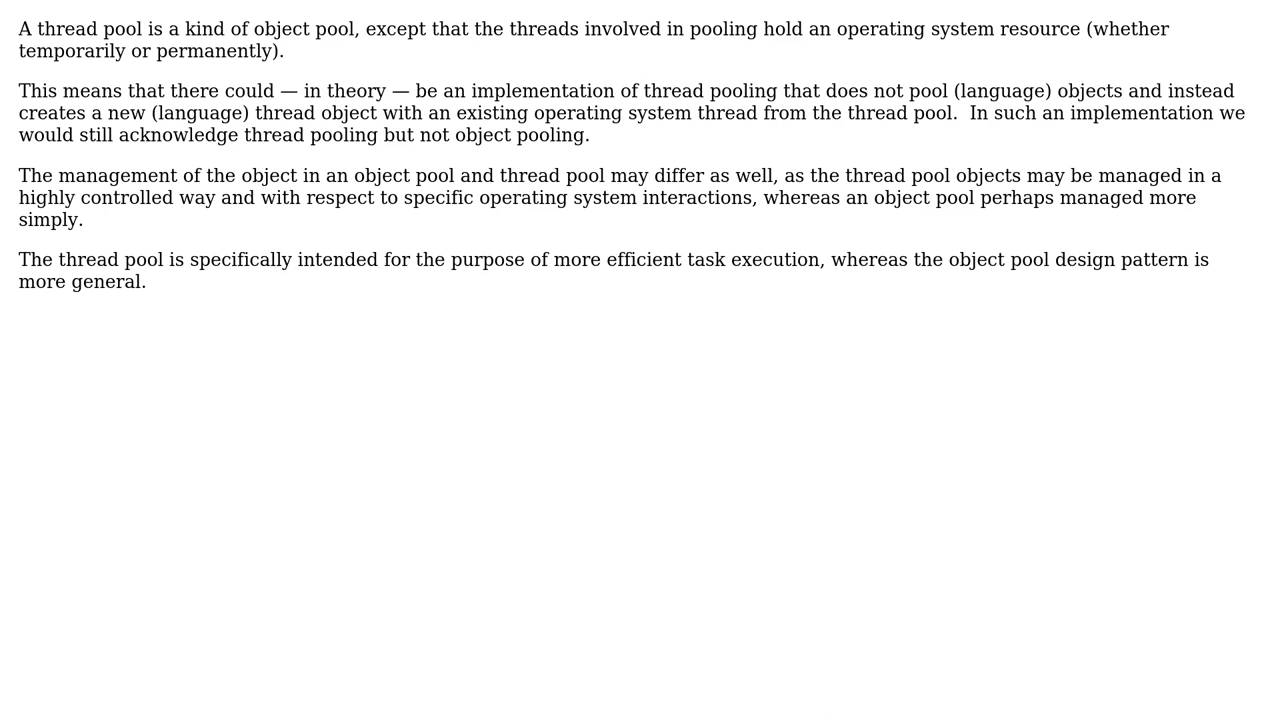 A thread pool is a kind of object pool, except that the threads involved in pooling hold an operating system resource (whether
temporarily or permanently).
This means that there could — in theory — be an implementation of thread pooling that does not pool (language) objects and instead
creates a new (language) thread object with an existing operating system thread from the thread pool.  In such an implementation we
would still acknowledge thread pooling but not object pooling.
The management of the object in an object pool and thread pool may differ as well, as the thread pool objects may be managed in a
highly controlled way and with respect to specific operating system interactions, whereas an object pool perhaps managed more
simply.
The thread pool is specifically intended for the purpose of more efficient task execution, whereas the object pool design pattern is
more general.